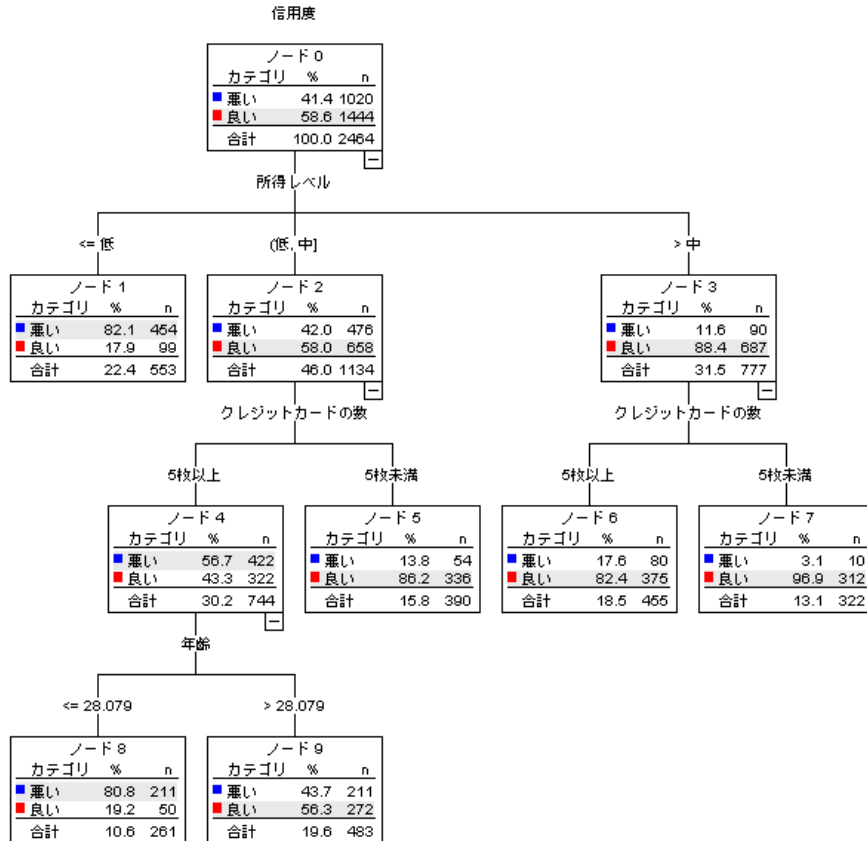 信用度
ノード 0
カテゴリ % n
悪い 41.4 1020
良い 58.6 1444
合計 100.0 2464
所得レベル
<= 低
(低, 中]
> 中
ノード 1
カテゴリ % n
悪い 82.1 454
良い 17.9 99
合計 22.4 553
ノード 2
カテゴリ % n
悪い 42.0 476
良い 58.0 658
合計 46.0 1134
ノード 3
カテゴリ % n
悪い 11.6 90
良い 88.4 687
合計 31.5 777
クレジットカードの数
クレジットカードの数
5枚以上
5枚未満
5枚以上
5枚未満
ノード 4
カテゴリ % n
悪い 56.7 422
良い 43.3 322
合計 30.2 744
ノード 5
カテゴリ % n
悪い 13.8 54
良い 86.2 336
合計 15.8 390
ノード 6
カテゴリ % n
悪い 17.6 80
良い 82.4 375
合計 18.5 455
ノード 7
カテゴリ % n
悪い 3.1 10
良い 96.9 312
合計 13.1 322
年齢
<= 28.079
> 28.079
ノード 8
カテゴリ % n
悪い 80.8 211
良い 19.2 50
合計 10.6 261
ノード 9
カテゴリ % n
悪い 43.7 211
良い 56.3 272
合計 19.6 483